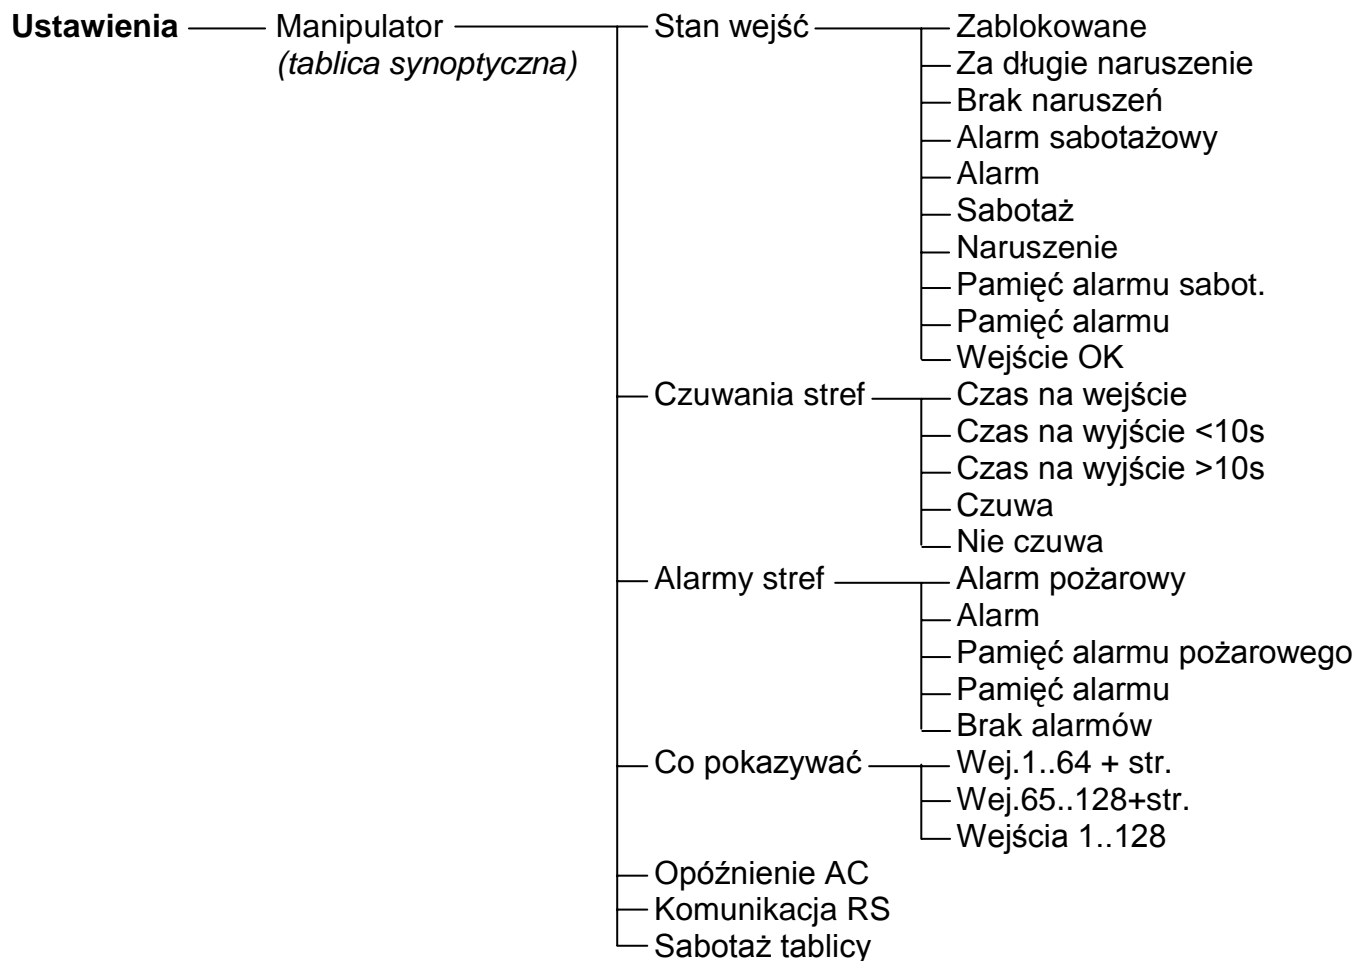 Ustawienia Manipulator Stan wejść Zablokowane
(tablica synoptyczna) Za długie naruszenie
Brak naruszeń
Alarm sabotażowy
Alarm
Sabotaż
Naruszenie
Pamięć alarmu sabot.
Pamięć alarmu
Wejście OK
Czuwania stref Czas na wejście
Czas na wyjście <10s
Czas na wyjście >10s
Czuwa
Nie czuwa
Alarmy stref Alarm pożarowy
Alarm
Pamięć alarmu pożarowego
Pamięć alarmu
Brak alarmów
Co pokazywać Wej.1..64 + str.
Wej.65..128+str.
Wejścia 1..128
Opóźnienie AC
Komunikacja RS
Sabotaż tablicy